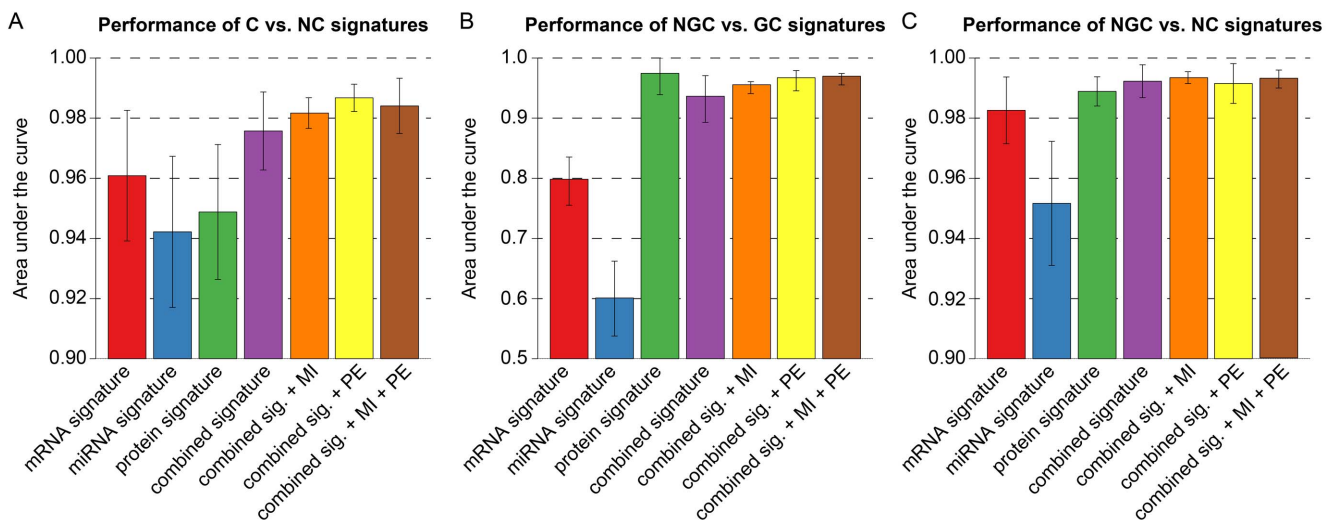 A
Performance of C vs. NC signatures
Area under the curve
1.00
0.98
0.96
0.94
0.92
0.90
mRNA signature
miRNA signature
protein signature
combined signature
combined sig. + MI
combined sig. + PE
combined sig. + MI + PE
B
Performance of NGC vs. GC signatures
Area under the curve
1.0
0.9
0.8
0.7
0.6
0.5
mRNA signature
miRNA signature
protein signature
combined signature
combined sig. + MI
combined sig. + PE
combined sig. + MI + PE
C
Performance of NGC vs. NC signatures
Area under the curve
1.00
0.98
0.96
0.94
0.92
0.90
mRNA signature
miRNA signature
protein signature
combined signature
combined sig. + MI
combined sig. + PE
combined sig. + MI + PE